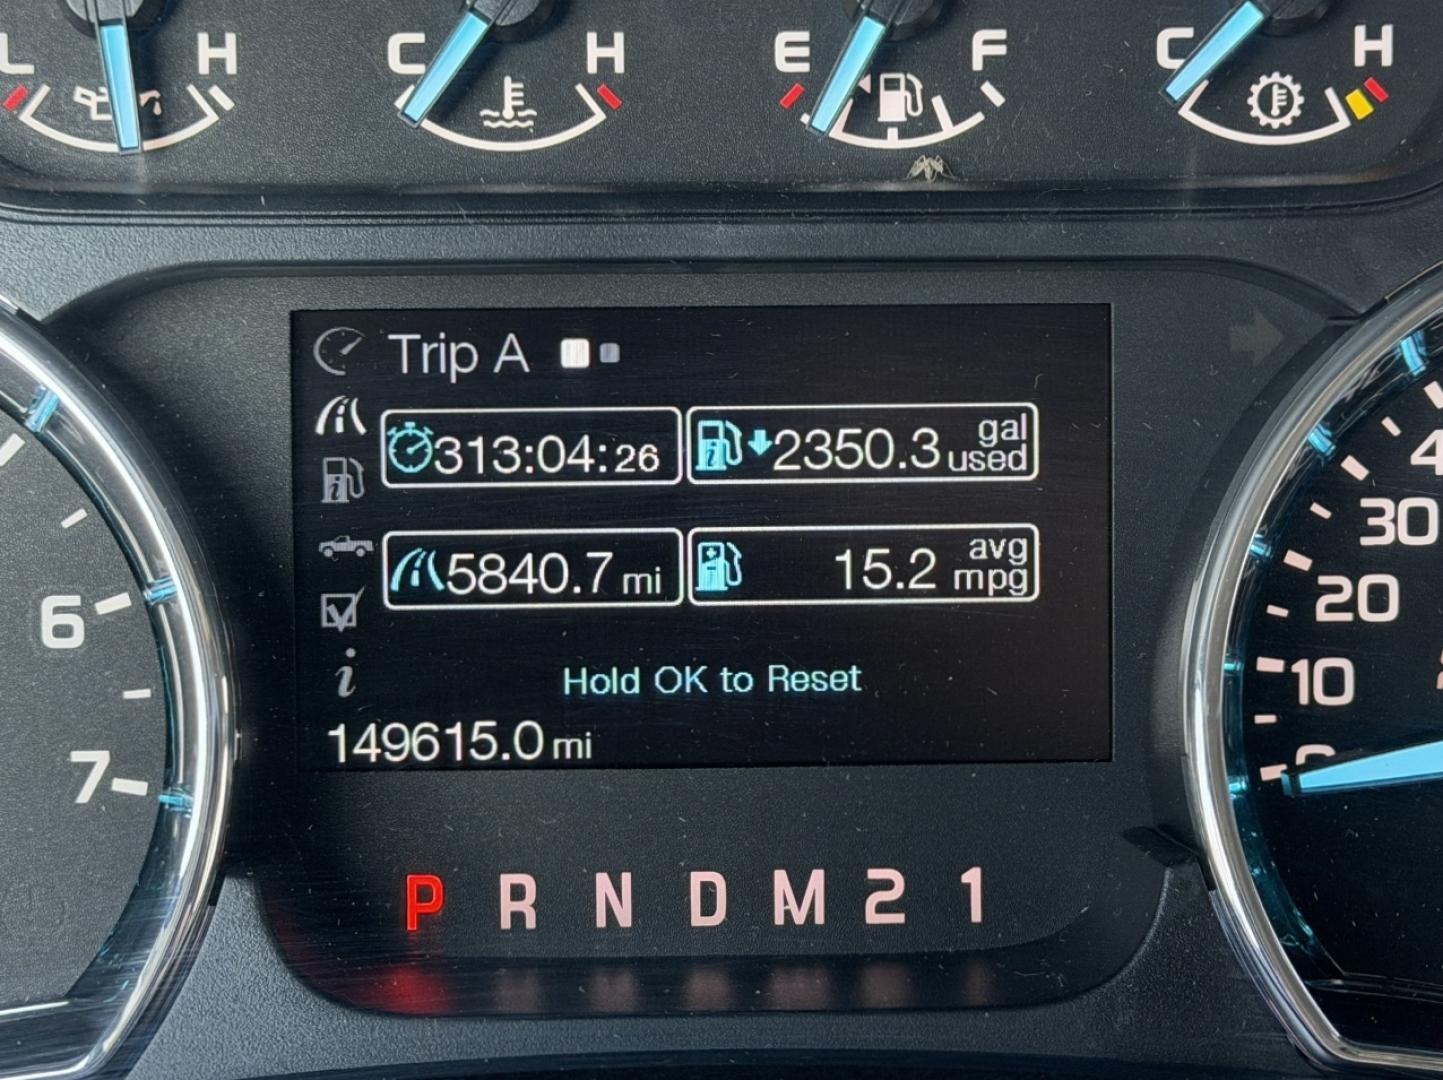 L H C H E F C H
Trip A
313:04:26 2350.3 gal used
5840.7 mi 15.2 avg mpg
Hold OK to Reset
149615.0 mi
P R N D M 2 1
6
7
30
20
10